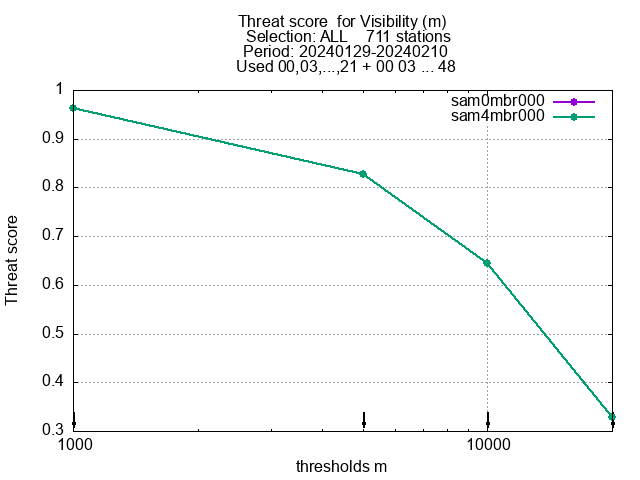 Threat score  for Visibility (m)
Selection: ALL    711 stations
Period: 20240129-20240210
Used 00,03,...,21 + 00 03 ... 48
sam0mbr000
sam4mbr000
1
0.9
0.8
0.7
0.6
0.5
0.4
0.3
Threat score
1000
10000
thresholds m